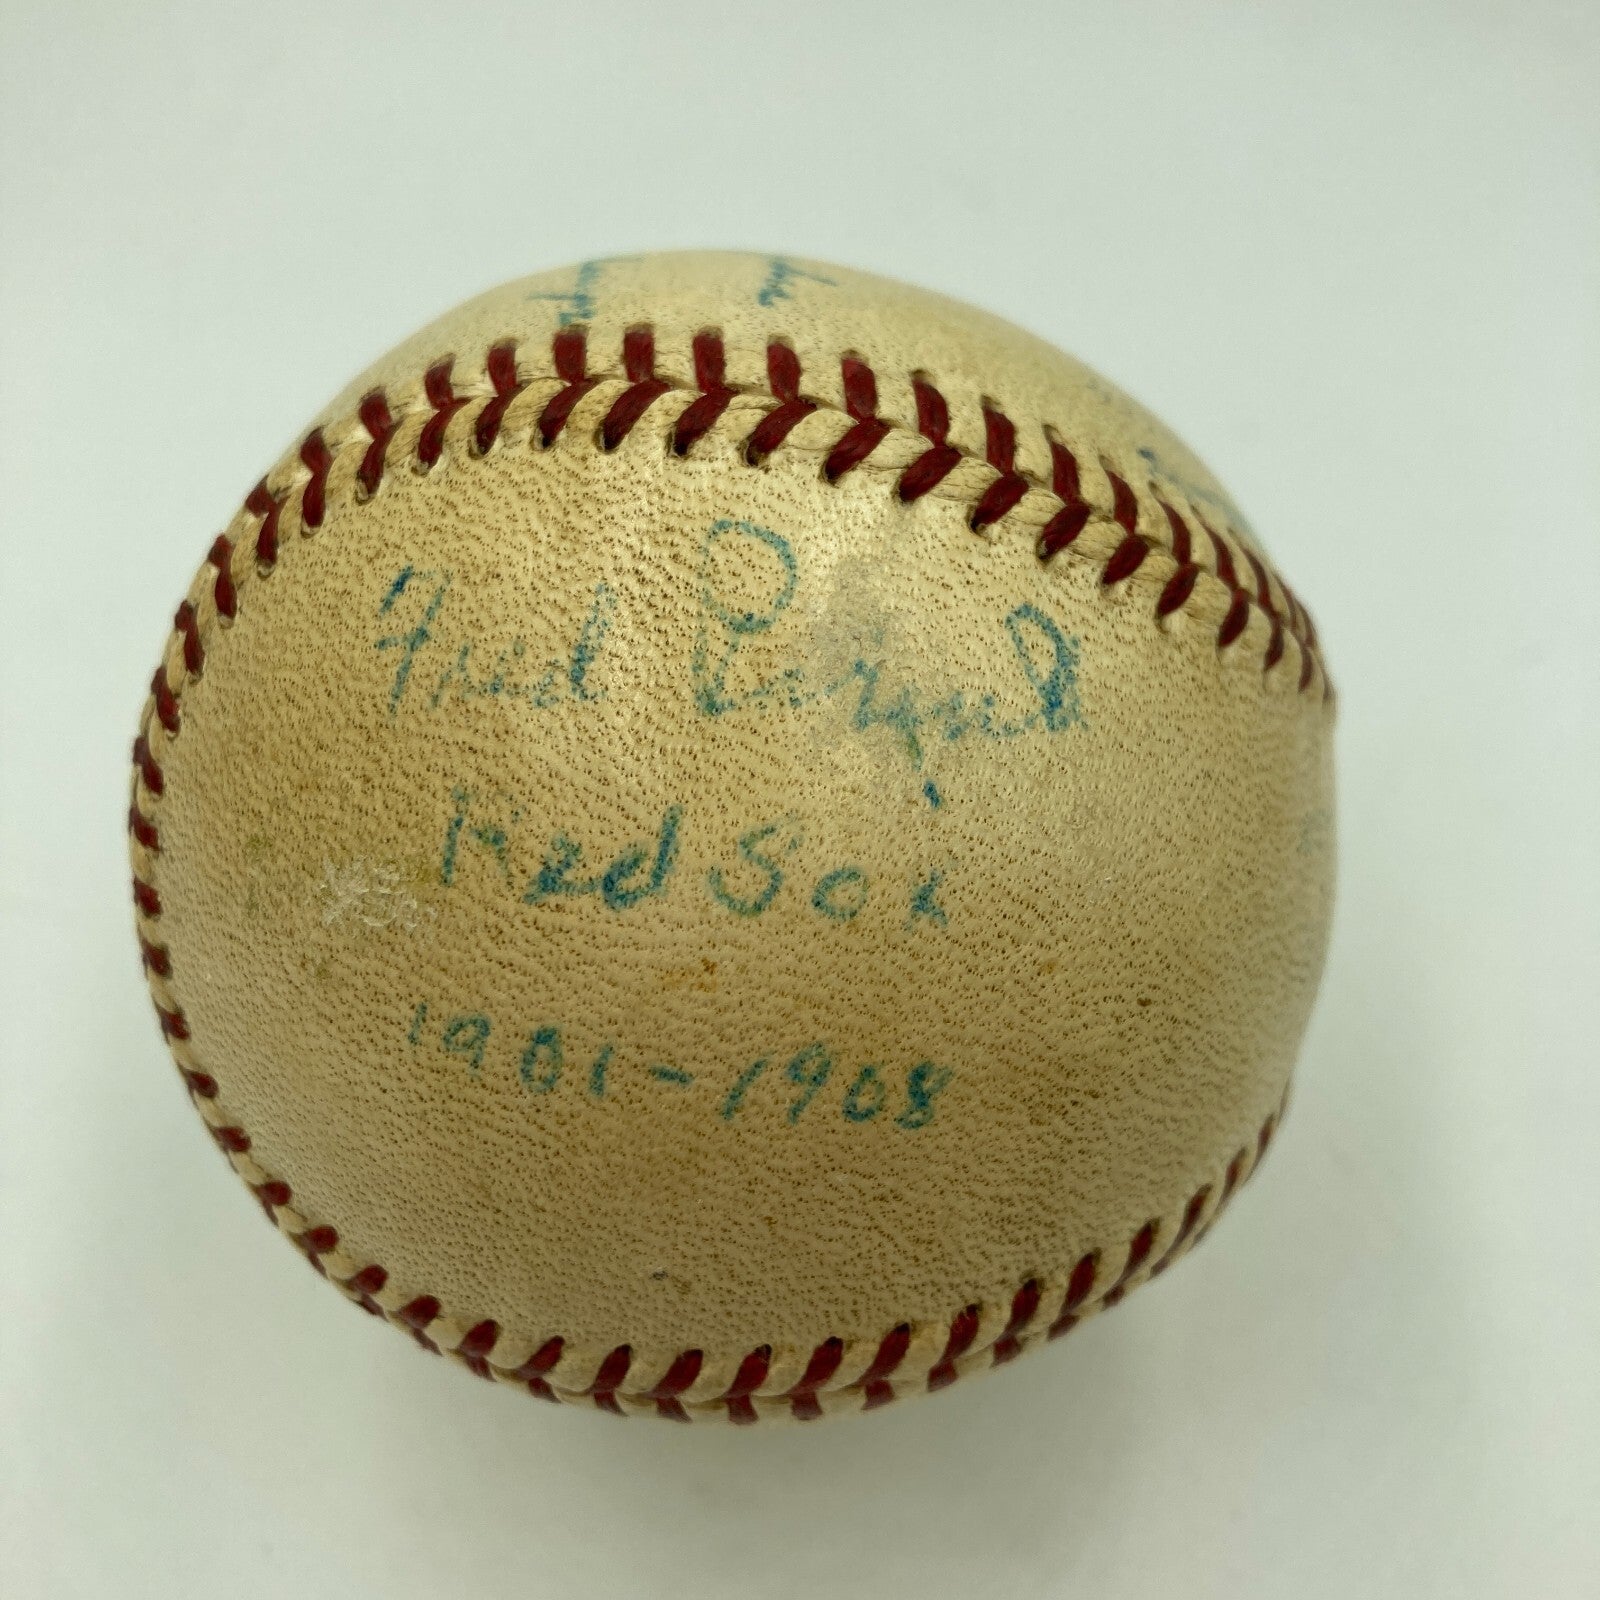 Fred Parent
Red Sox
1901-1908